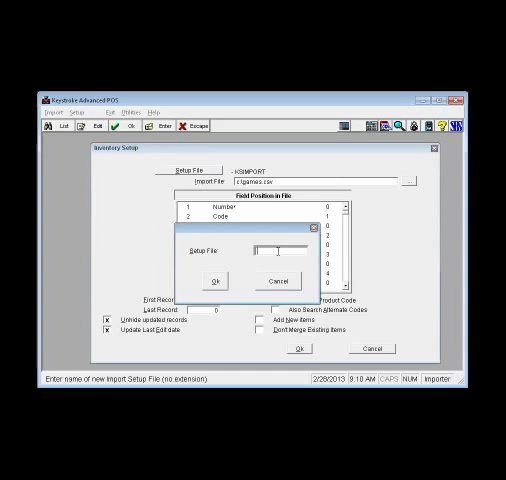 Keystroke Advanced POS
Import Setup Exit Utilities Help
List Edit Ok Enter Escape
Inventory Setup
Setup File - KSIMPORT
Import File: c:\games.csv ...
Field Position in File
1 Number 0
2 Code 1
0
2
0
3
0
4
0
Setup File
Ok Cancel
First Recor
Product Code
Last Record: 0
Also Search Alternate Codes
X Unhide updated records
Add New items
X Update Last Edit date
Don't Merge Existing Items
Ok Cancel
Enter name of new Import Setup File (no extension)
2/28/2013 9:10 AM CAPS NUM Importer